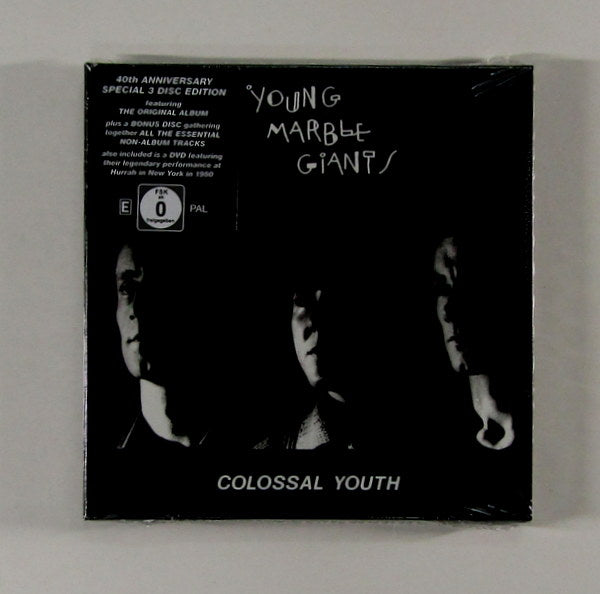 40th ANNIVERSARY
SPECIAL 3 DISC EDITION
featuring
THE ORIGINAL ALBUM
plus a BONUS DISC gathering
together ALL THE ESSENTIAL
NON-ALBUM TRACKS
also included is a DVD featuring
their legendary performance at
Hurrah in New York in 1980
E
FSK
ab
0
freigegeben
PAL
YOUNG
MARBLE
GIANTS
COLOSSAL YOUTH